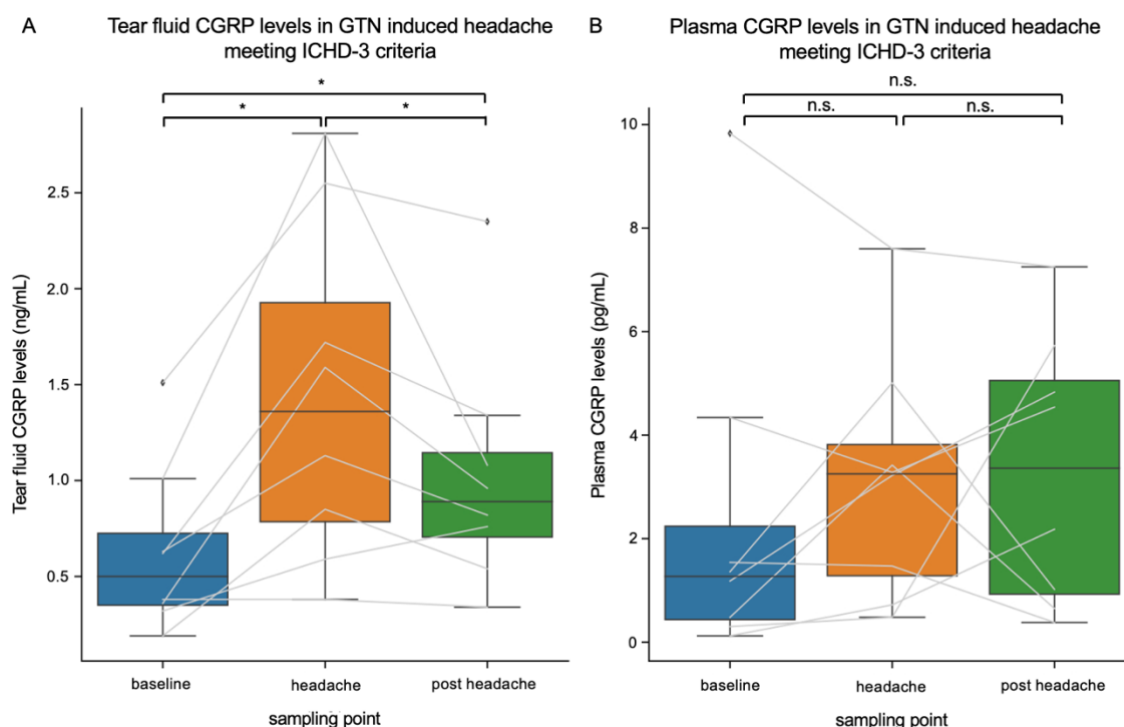 A
Tear fluid CGRP levels in GTN induced headache
meeting ICHD-3 criteria
*
*
*
2.5
2.0
1.5
1.0
0.5
Tear fluid CGRP levels (ng/mL)
baseline
headache
post headache
sampling point
B
Plasma CGRP levels in GTN induced headache
meeting ICHD-3 criteria
n.s.
n.s.
n.s.
10
8
6
4
2
0
Plasma CGRP levels (pg/mL)
baseline
headache
post headache
sampling point